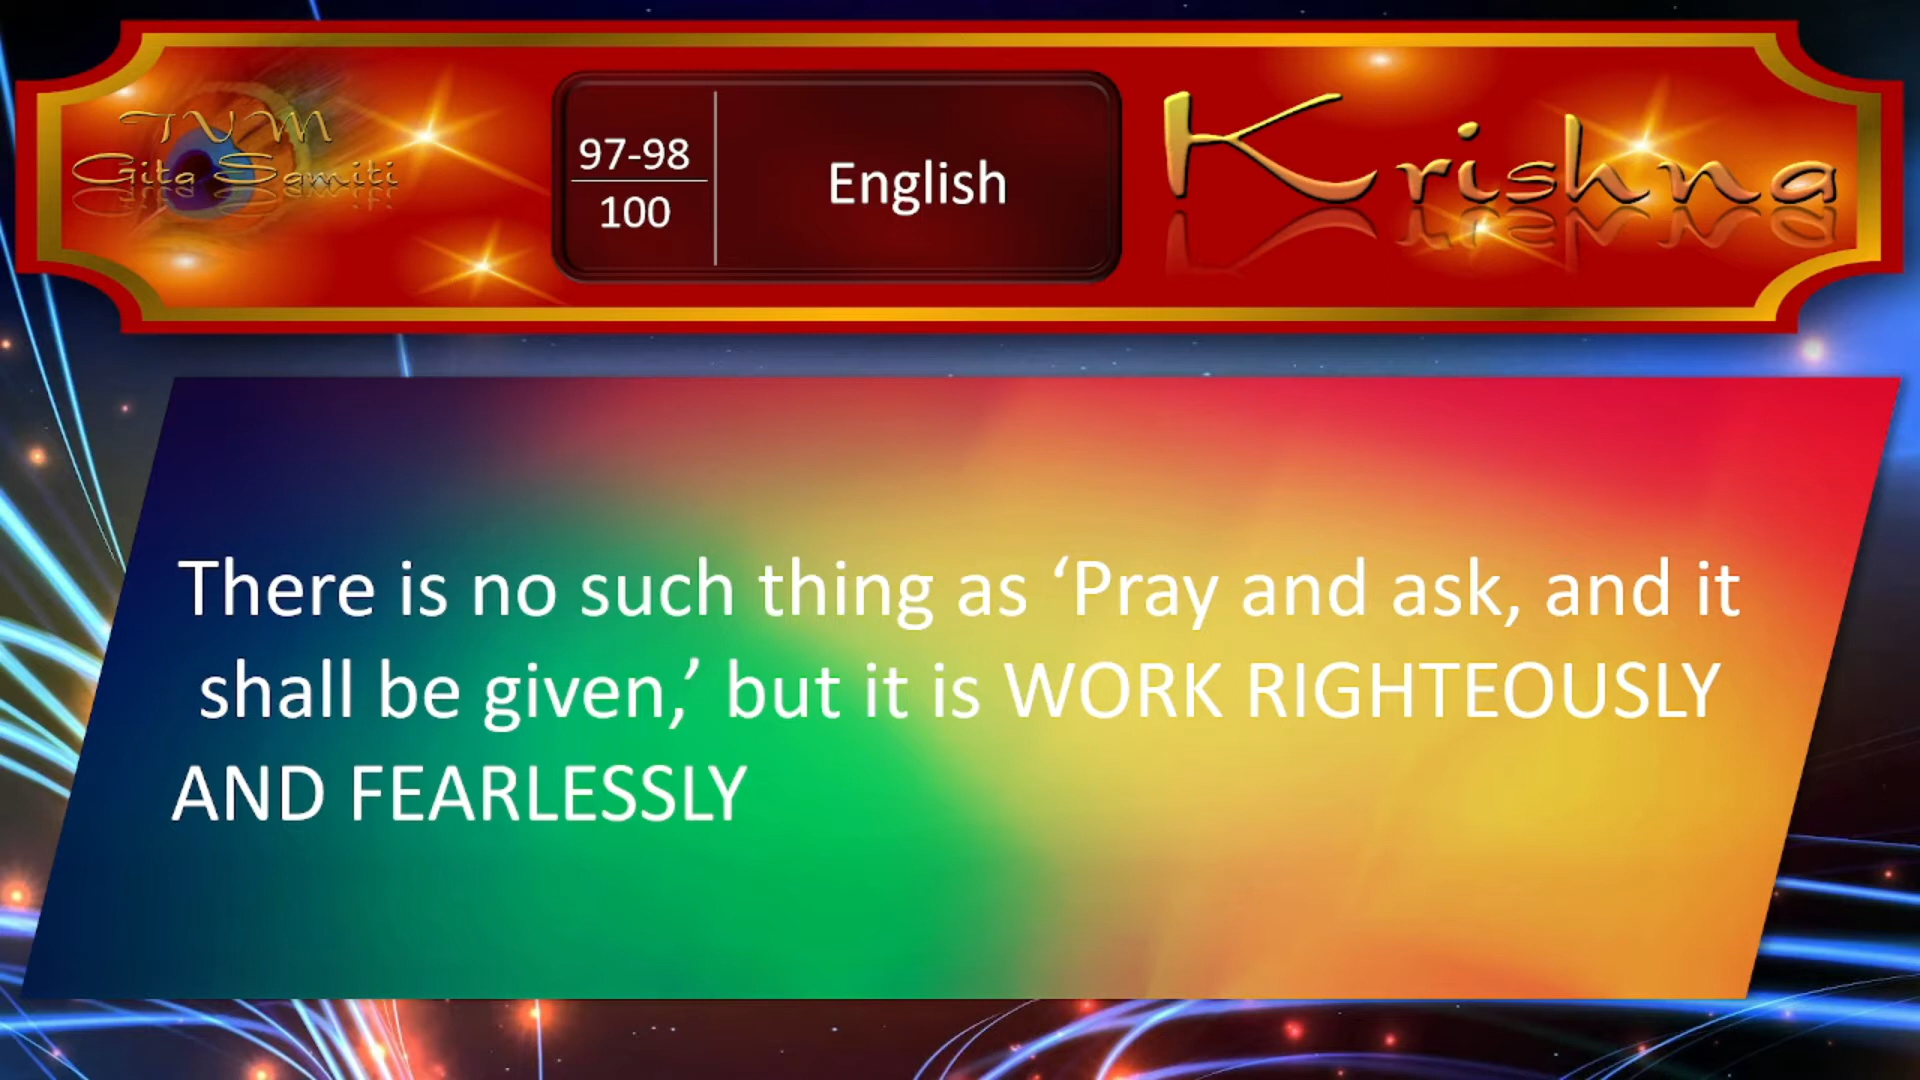 TVM
Gita Samiti
97-98
100
English
Krishna
There is no such thing as ‘Pray and ask, and it
shall be given,’ but it is WORK RIGHTEOUSLY
AND FEARLESSLY